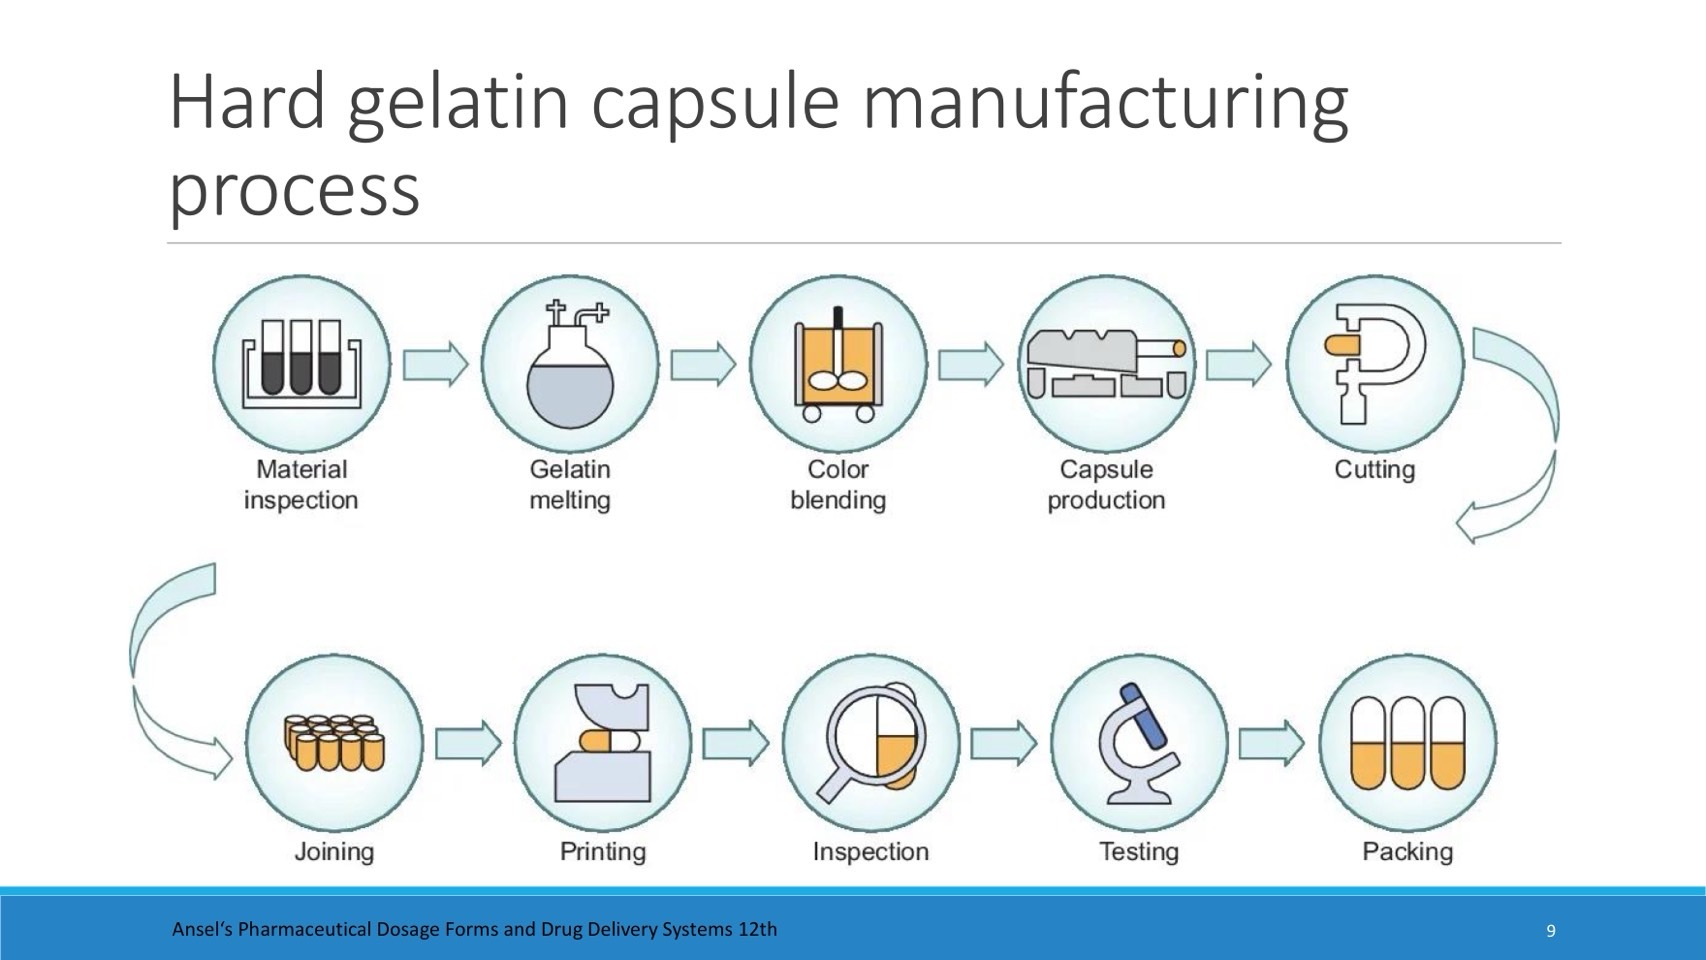 Hard gelatin capsule manufacturing
process
Material
inspection
Gelatin
melting
Color
blending
Capsule
production
Cutting
Joining
Printing
Inspection
Testing
Packing
Ansel‘s Pharmaceutical Dosage Forms and Drug Delivery Systems 12th
9